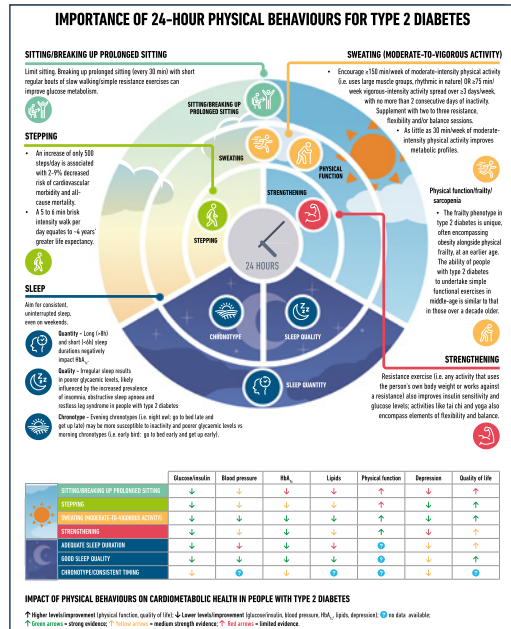 IMPORTANCE OF 24-HOUR PHYSICAL BEHAVIOURS FOR TYPE 2 DIABETES
SITTING/BREAKING UP PROLONGED SITTING
Limit sitting. Breaking up prolonged sitting (every 30 min) with short
regular bouts of slow walking/simple resistance exercises can
improve glucose metabolism.
STEPPING
• An increase of only 500
steps/day is associated
with 2-9% decreased
risk of cardiovascular
morbidity and all-
cause mortality.
• A 5 to 6 min brisk
intensity walk per
day equates to ~4 years'
greater life expectancy.
SLEEP
Aim for consistent,
uninterrupted sleep,
even on weekends.
Quantity – Long (>8h)
and short (<6h) sleep
durations negatively
impact HbA1c.
Quality – Irregular sleep results
in poorer glycaemic levels, likely
influenced by the increased prevalence
of insomnia, obstructive sleep apnoea and
restless leg syndrome in people with type 2 diabetes
Chronotype – Evening chronotypes (i.e. night owl: go to bed late and
get up late) may be more susceptible to inactivity and poorer glycaemic levels vs
morning chronotypes (i.e. early bird: go to bed early and get up early).
SITTING/BREAKING UP
PROLONGED SITTING
SWEATING
PHYSICAL
FUNCTION
STRENGTHENING
STEPPING
24 HOURS
CHRONOTYPE
SLEEP QUALITY
SLEEP QUANTITY
SWEATING (MODERATE-TO-VIGOROUS ACTIVITY)
• Encourage ≥150 min/week of moderate-intensity physical activity
(i.e. uses large muscle groups, rhythmic in nature) OR ≥75 min/
week vigorous-intensity activity spread over ≥3 days/week,
with no more than 2 consecutive days of inactivity.
Supplement with two to three resistance,
flexibility and/or balance sessions.
• As little as 30 min/week of moderate-
intensity physical activity improves
metabolic profiles.
Physical function/frailty/
sarcopenia
• The frailty phenotype in
type 2 diabetes is unique,
often encompassing
obesity alongside physical
frailty, at an earlier age.
The ability of people
with type 2 diabetes
to undertake simple
functional exercises in
middle-age is similar to that
in those over a decade older.
STRENGTHENING
Resistance exercise (i.e. any activity that uses
the person's own body weight or works against
a resistance) also improves insulin sensitivity and
glucose levels; activities like tai chi and yoga also
encompass elements of flexibility and balance.
Glucose/insulin Blood pressure HbA1c Lipids Physical function Depression Quality of life
SITTING/BREAKING UP PROLONGED SITTING ↓ ↓ ↓ ↓ ↑ ↓ ↑
STEPPING ↓ ↓ ↓ ↓ ↑ ↓ ↑
SWEATING (MODERATE-TO-VIGOROUS ACTIVITY) ↓ ↓ ↓ ↓ ↑ ↓ ↑
STRENGTHENING ↓ ↓ ↓ ↓ ↑ ↓ ↑
ADEQUATE SLEEP DURATION ↓ ↓ ↓ ↓ ? ↓ ↑
GOOD SLEEP QUALITY ↓ ↓ ↓ ↓ ? ↓ ↑
CHRONOTYPE/CONSISTENT TIMING ↓ ? ↓ ? ? ↓ ?
IMPACT OF PHYSICAL BEHAVIOURS ON CARDIOMETABOLIC HEALTH IN PEOPLE WITH TYPE 2 DIABETES
↑ Higher levels/improvement (physical function, quality of life); ↓ Lower levels/improvement (glucose/insulin, blood pressure, HbA1c, lipids, depression); ? no data available;
↑ Green arrows = strong evidence; ↑ Yellow arrows = medium strength evidence; ↑ Red arrows = limited evidence.